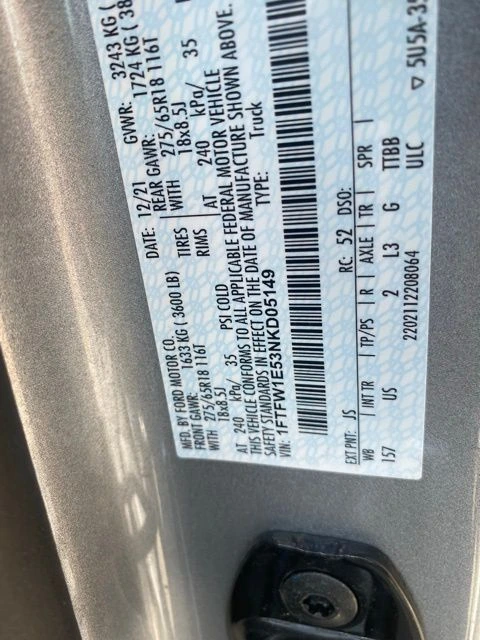 MFD. BY FORD MOTOR CO.
DATE: 12/21 GVWR: 3243 KG (
FRONT GAWR: 1633 KG ( 3600 LB) REAR GAWR: 1724 KG ( 38
WITH 275/65R18 116T TIRES WITH 275/65R18 116T
18x8.5J RIMS 18x8.5J
AT 240 kPa/ 35 PSI COLD AT 240 kPa/ 35
THIS VEHICLE CONFORMS TO ALL APPLICABLE FEDERAL MOTOR VEHICLE
SAFETY STANDARDS IN EFFECT ON THE DATE OF MANUFACTURE SHOWN ABOVE.
VIN: 1FTFW1E53NKD05149 TYPE: Truck
EXT PNT: JS RC: 52 DSO:
WB INT TR TP/PS R AXLE TR SPR
157 US 2 L3 G TTBB
2202112208064 ULC
▽ 5U5A-35